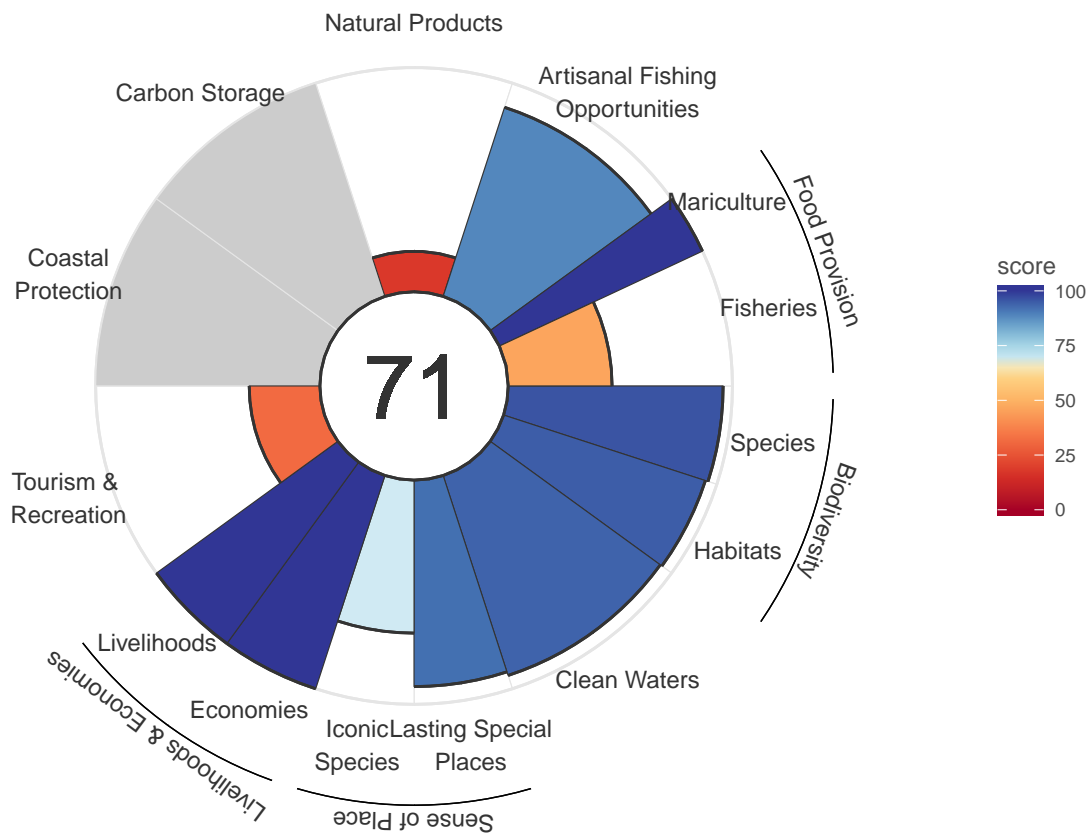 Natural Products
Artisanal Fishing
Opportunities
Carbon Storage
Mariculture
Food Provision
Coastal
Protection
Fisheries
score
100
75
50
25
0
71
Species
Biodiversity
Tourism &
Recreation
Habitats
Livelihoods
Clean Waters
Livelihoods & Economies
Economies
Iconic
Species
Lasting Special
Places
Sense of Place